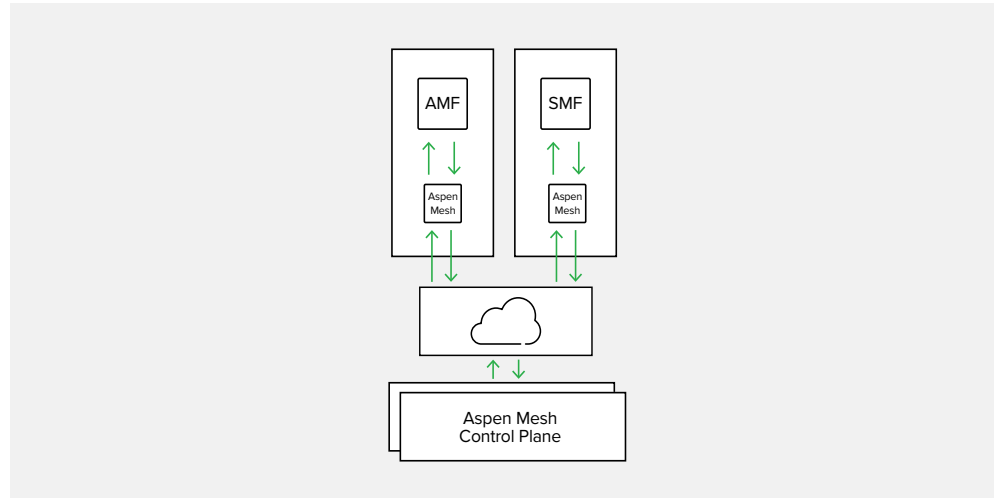 AMF
SMF
Aspen
Mesh
Aspen
Mesh
Aspen Mesh
Control Plane